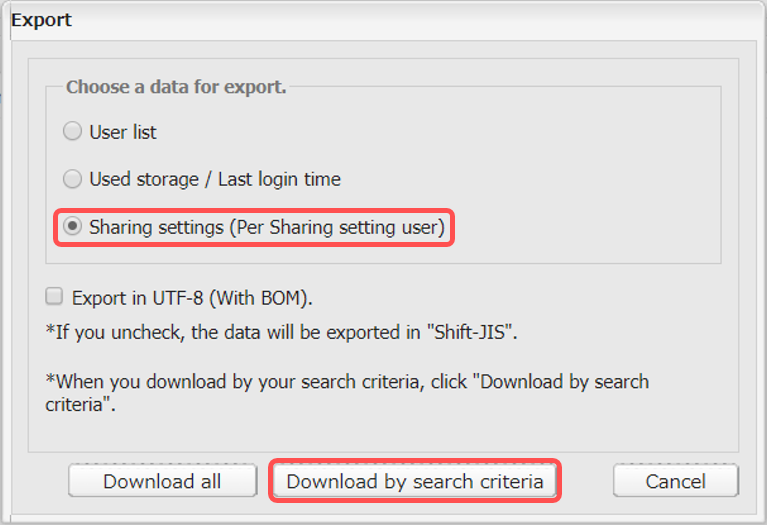 Export
Choose a data for export.
User list
Used storage / Last login time
Sharing settings (Per Sharing setting user)
Export in UTF-8 (With BOM).
*If you uncheck, the data will be exported in "Shift-JIS".
*When you download by your search criteria, click "Download by search
criteria".
Download all
Download by search criteria
Cancel